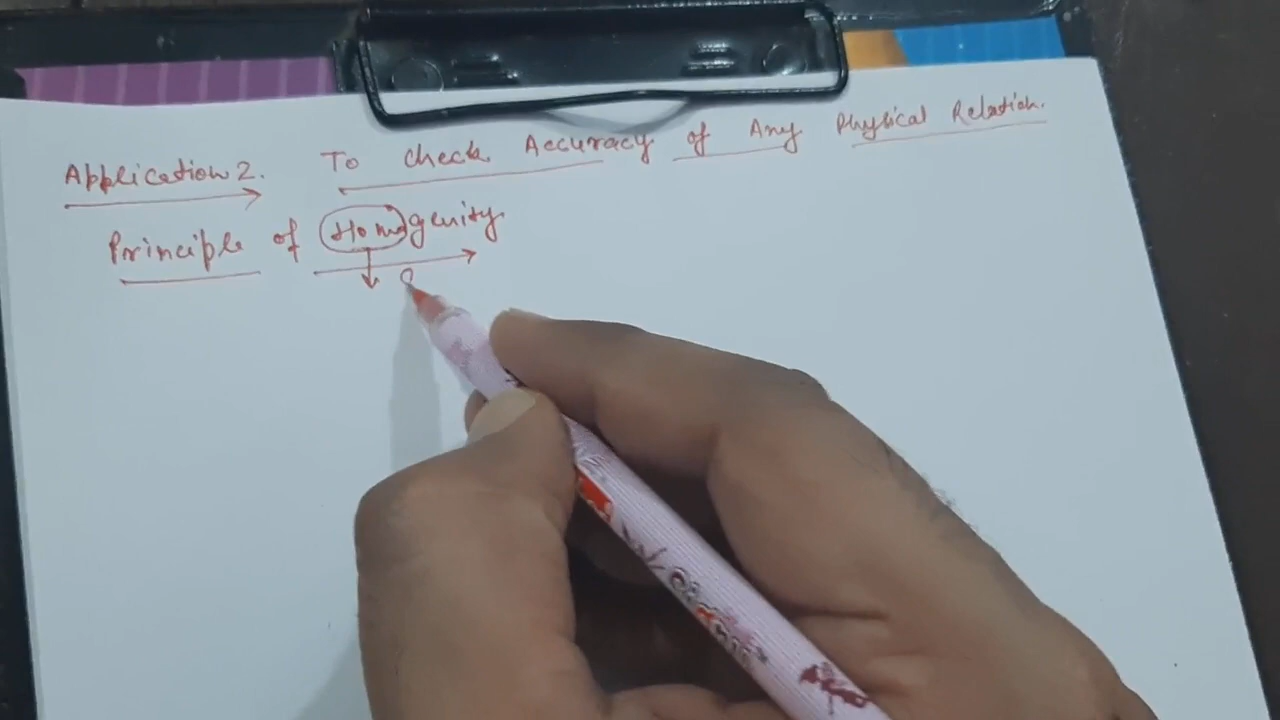 Application 2. To Check Accuracy of Any Physical Relation.
Principle of Homogenity